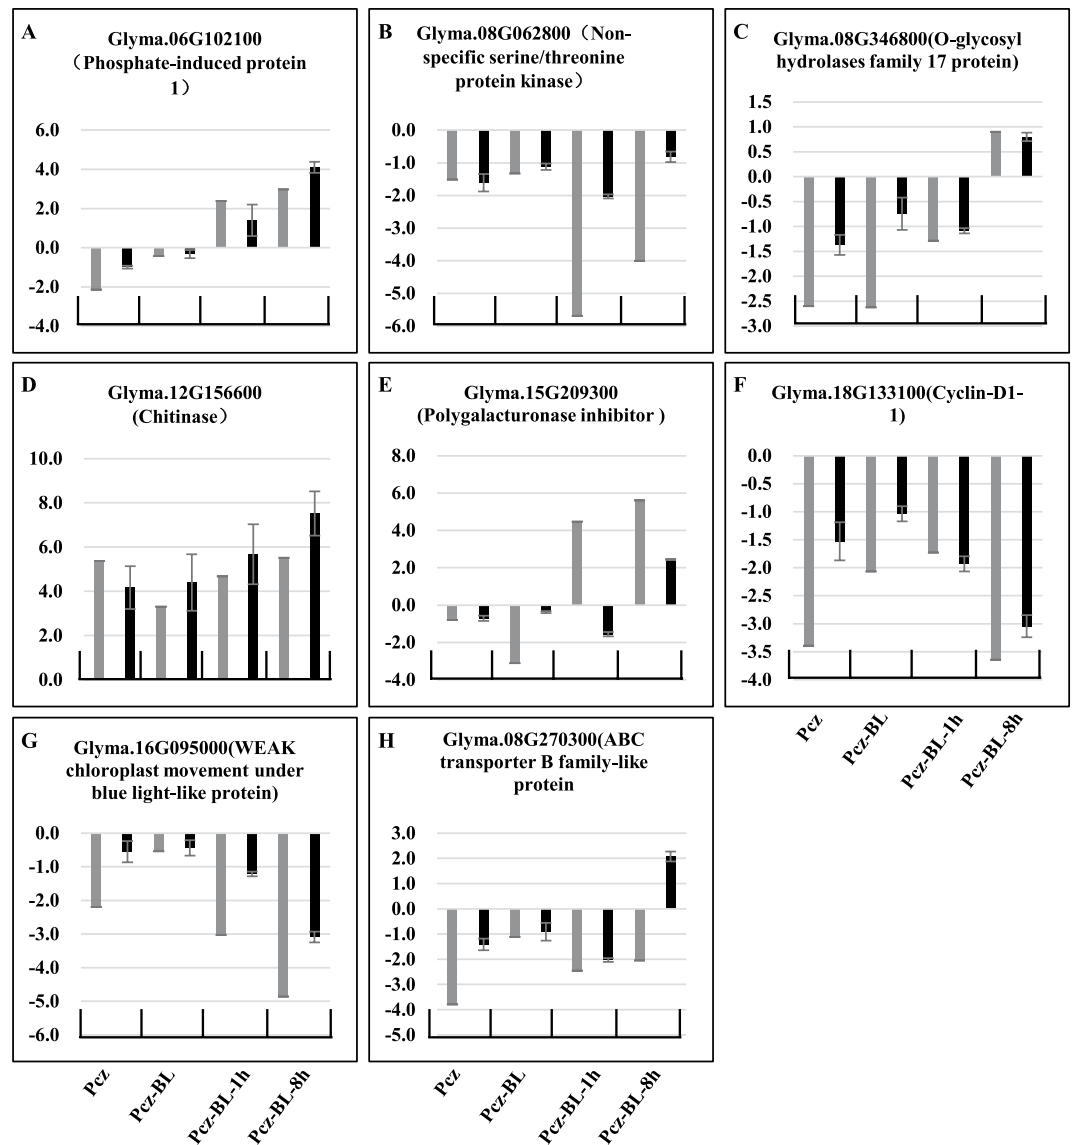 A
Glyma.06G102100
（Phosphate-induced protein
1）
6.0
4.0
2.0
0.0
-2.0
-4.0
B
Glyma.08G062800（Non-
specific serine/threonine
protein kinase）
0.0
-1.0
-2.0
-3.0
-4.0
-5.0
-6.0
C
Glyma.08G346800(O-glycosyl
hydrolases family 17 protein)
1.5
1.0
0.5
0.0
-0.5
-1.0
-1.5
-2.0
-2.5
-3.0
D
Glyma.12G156600
(Chitinase）
10.0
8.0
6.0
4.0
2.0
0.0
E
Glyma.15G209300
(Polygalacturonase inhibitor )
8.0
6.0
4.0
2.0
0.0
-2.0
-4.0
F
Glyma.18G133100(Cyclin-D1-
1)
0.0
-0.5
-1.0
-1.5
-2.0
-2.5
-3.0
-3.5
-4.0
Pcz
Pcz-BL
Pcz-BL-1h
Pcz-BL-8h
G
Glyma.16G095000(WEAK
chloroplast movement under
blue light-like protein)
0.0
-1.0
-2.0
-3.0
-4.0
-5.0
-6.0
Pcz
Pcz-BL
Pcz-BL-1h
Pcz-BL-8h
H
Glyma.08G270300(ABC
transporter B family-like
protein
3.0
2.0
1.0
0.0
-1.0
-2.0
-3.0
-4.0
-5.0
Pcz
Pcz-BL
Pcz-BL-1h
Pcz-BL-8h